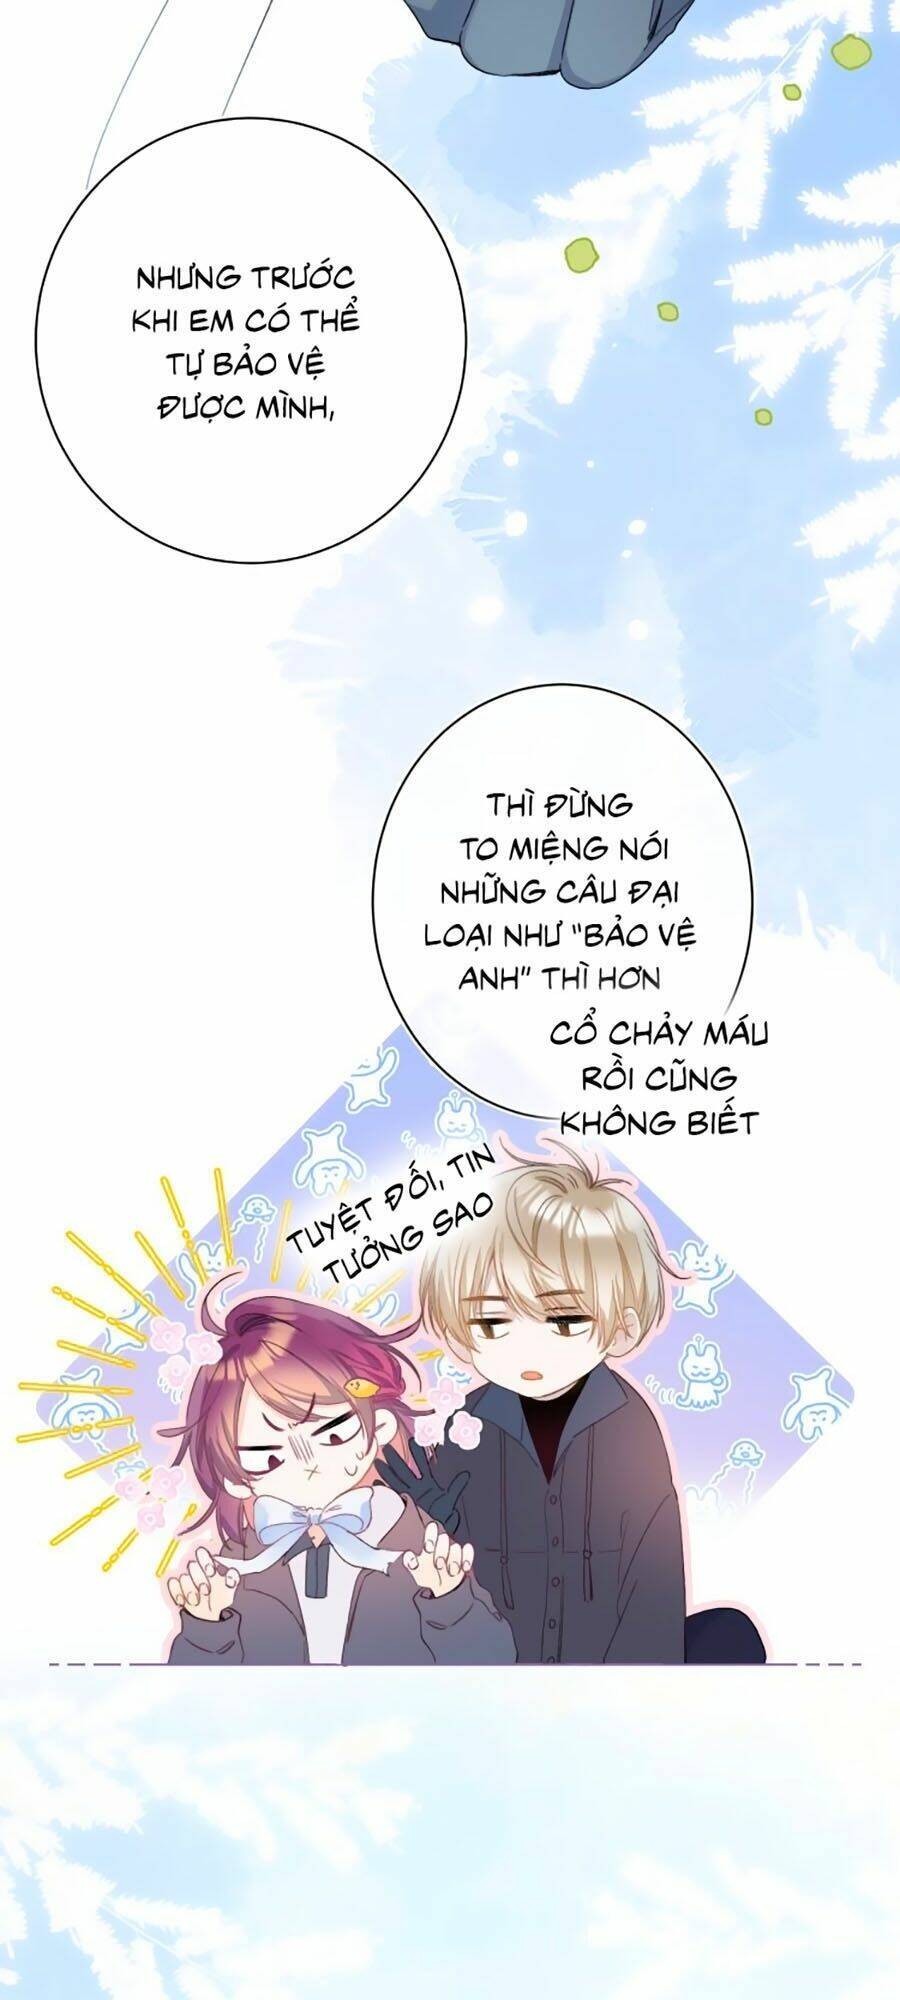 NHƯNG TRƯỚC
KHI EM CÓ THỂ
TỰ BẢO VỆ
ĐƯỢC MÌNH,
THÌ ĐỪNG
TO MIỆNG NÓI
NHỮNG CÂU ĐẠI
LOẠI NHƯ "BẢO VỆ
ANH" THÌ HƠN
CỔ CHẢY MÁU
RỒI CŨNG
KHÔNG BIẾT
TUYỆT ĐỐI, TIN
TƯỞNG SAO